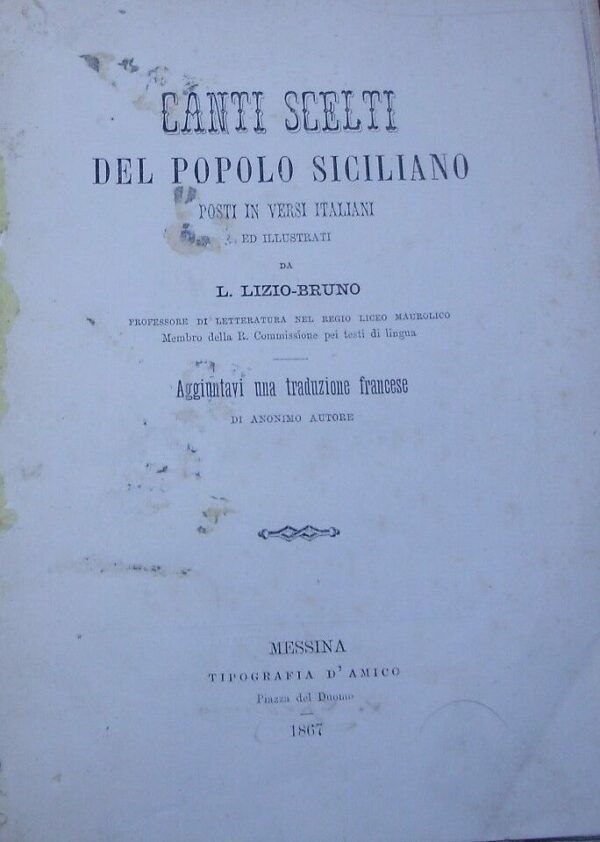 CANTI SCELTI
DEL POPOLO SICILIANO
POSTI IN VERSI ITALIANI
ED ILLUSTRATI
DA
L. LIZIO-BRUNO
PROFESSORE DI LETTERATURA NEL REGIO LICEO MAUROLICO
Membro della R. Commissione pei testi di lingua
Aggiuntavi una traduzione francese
DI ANONIMO AUTORE
MESSINA
TIPOGRAFIA D' AMICO
Piazza del Duomo
1867